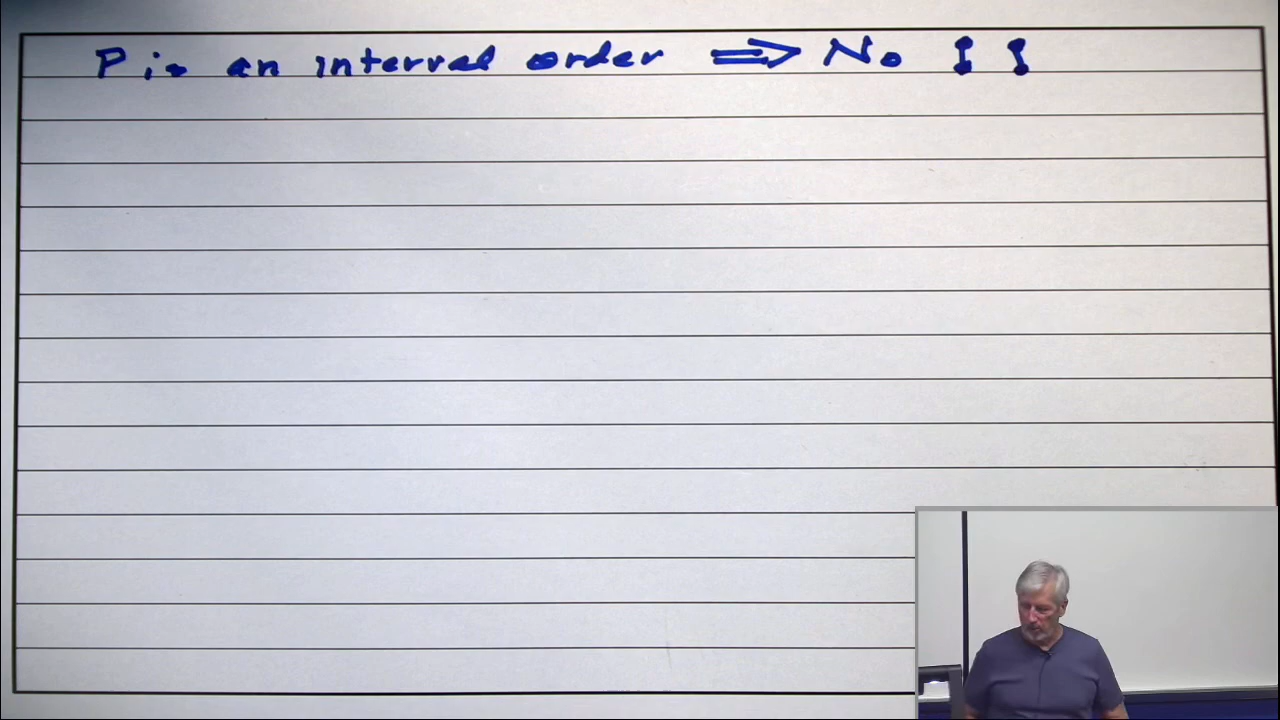 P is an interval order ⟹ No